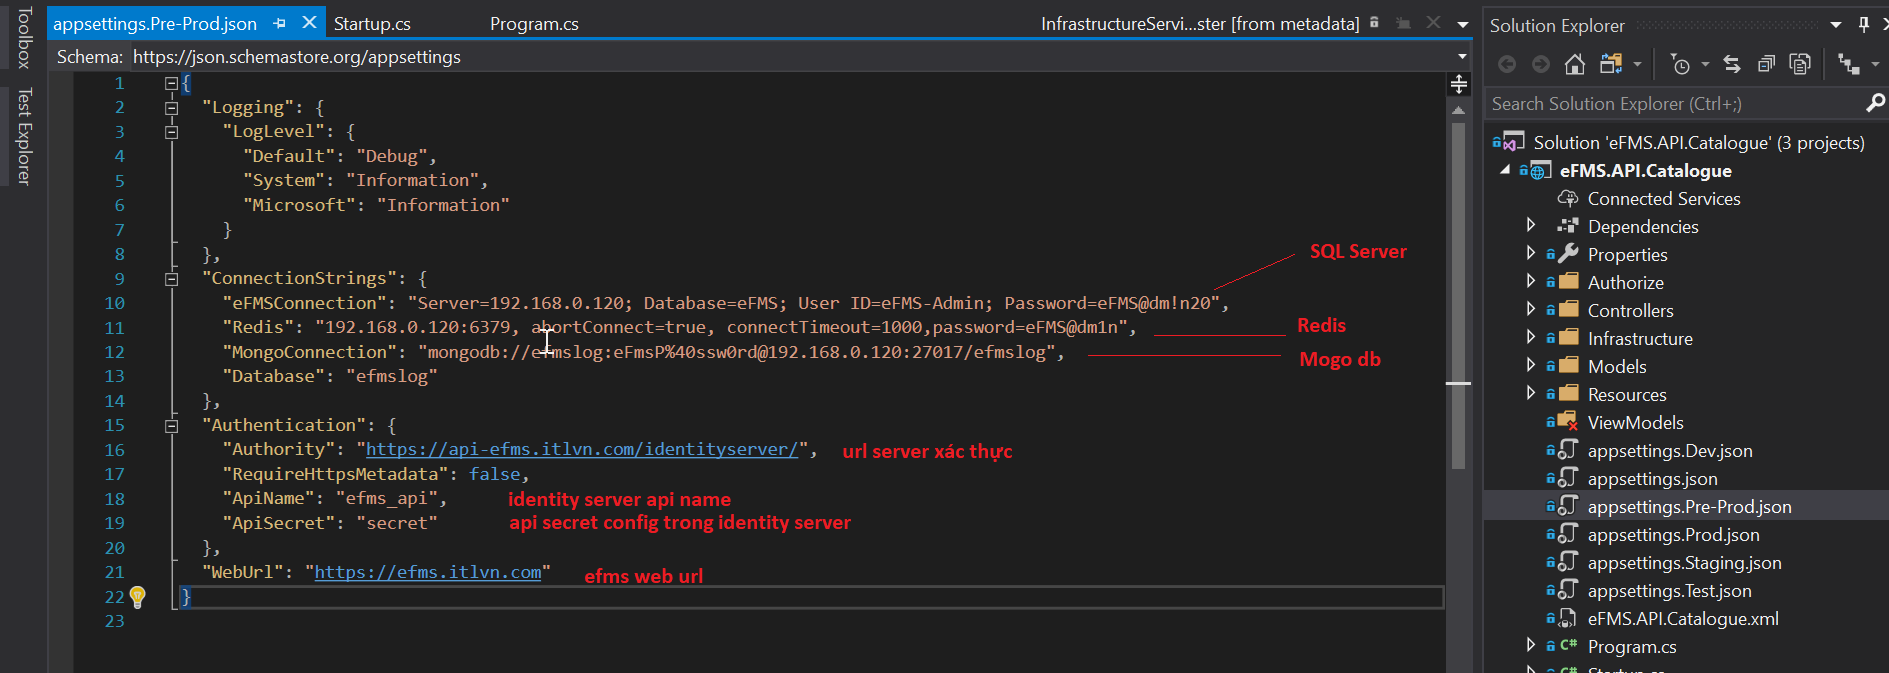 Toolbox
Test Explorer
appsettings.Pre-Prod.json
Startup.cs
Program.cs
InfrastructureServi...ster [from metadata]
Schema: https://json.schemastore.org/appsettings
1 {
2 "Logging": {
3 "LogLevel": {
4 "Default": "Debug",
5 "System": "Information",
6 "Microsoft": "Information"
7 }
8 },
9 "ConnectionStrings": {
10 "eFMSConnection": "Server=192.168.0.120; Database=eFMS; User ID=eFMS-Admin; Password=eFMS@dm!n20",
11 "Redis": "192.168.0.120:6379, abortConnect=true, connectTimeout=1000,password=eFMS@dm1n",
12 "MongoConnection": "mongodb://efmslog:eFmsP%40ssw0rd@192.168.0.120:27017/efmslog",
13 "Database": "efmslog"
14 },
15 "Authentication": {
16 "Authority": "https://api-efms.itlvn.com/identityserver/",
17 "RequireHttpsMetadata": false,
18 "ApiName": "efms_api",
19 "ApiSecret": "secret"
20 },
21 "WebUrl": "https://efms.itlvn.com"
22 }
23
SQL Server
Redis
Mogo db
url server xác thực
identity server api name
api secret config trong identity server
efms web url
Solution Explorer
Search Solution Explorer (Ctrl+;)
Solution 'eFMS.API.Catalogue' (3 projects)
eFMS.API.Catalogue
Connected Services
Dependencies
Properties
Authorize
Controllers
Infrastructure
Models
Resources
ViewModels
appsettings.Dev.json
appsettings.json
appsettings.Pre-Prod.json
appsettings.Prod.json
appsettings.Staging.json
appsettings.Test.json
eFMS.API.Catalogue.xml
C# Program.cs
C# Startup.cs